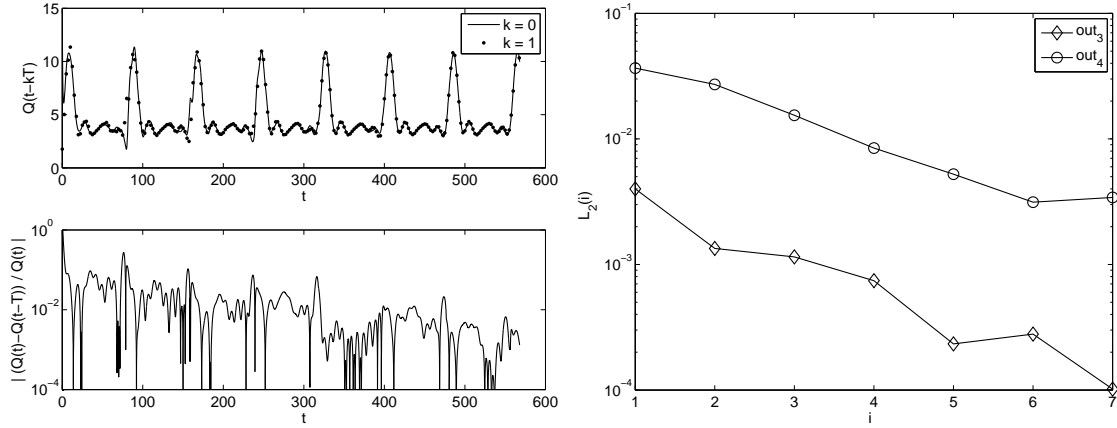 15
10
5
0
Q(t−kT)
k = 0
k = 1
0 100 200 300 400 500 600
t
10^0
10^−2
10^−4
| (Q(t)−Q(t−T)) / Q(t) |
0 100 200 300 400 500 600
t
10^−1
10^−2
10^−3
10^−4
L_2(i)
out_3
out_4
1 2 3 4 5 6 7
i